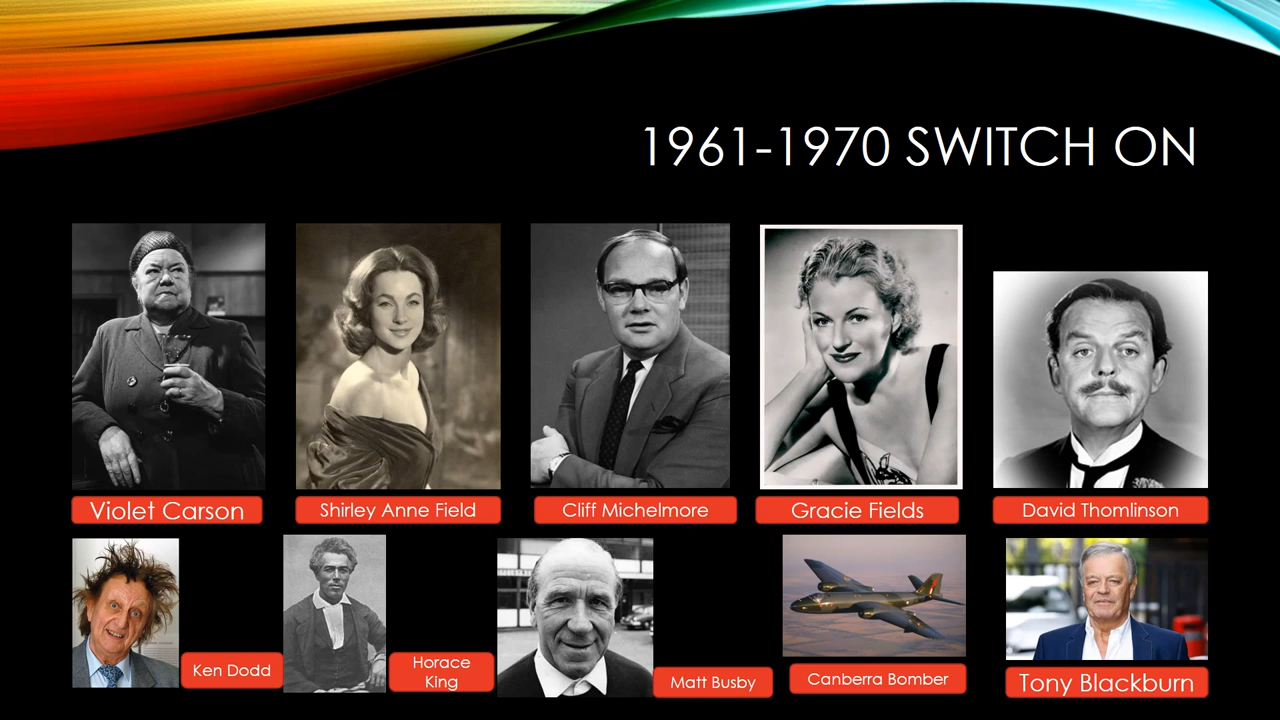 1961-1970 SWITCH ON
Violet Carson
Shirley Anne Field
Cliff Michelmore
Gracie Fields
David Thomlinson
Ken Dodd
Horace
King
Matt Busby
Canberra Bomber
Tony Blackburn